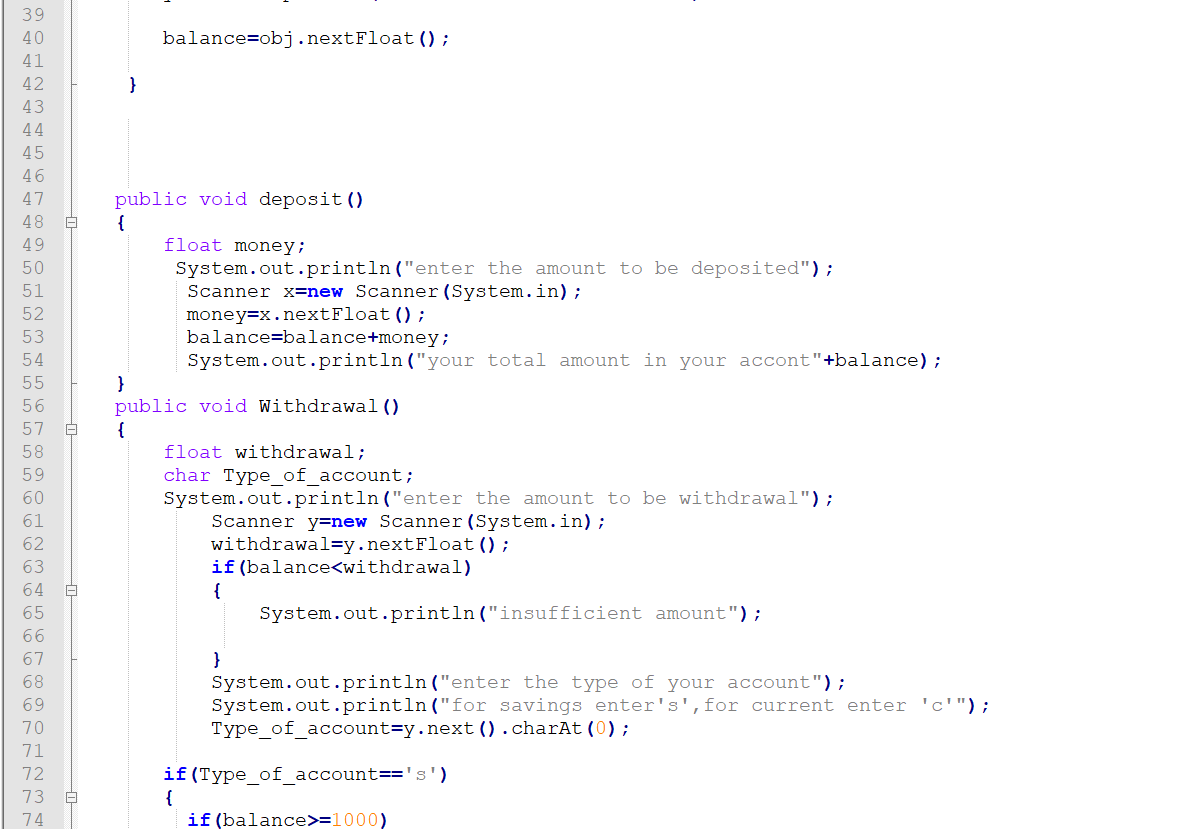 39
40 balance=obj.nextFloat();
41
42 }
43
44
45
46
47 public void deposit()
48 {
49 float money;
50 System.out.println("enter the amount to be deposited");
51 Scanner x=new Scanner(System.in);
52 money=x.nextFloat();
53 balance=balance+money;
54 System.out.println("your total amount in your accont"+balance);
55 }
56 public void Withdrawal()
57 {
58 float withdrawal;
59 char Type_of_account;
60 System.out.println("enter the amount to be withdrawal");
61 Scanner y=new Scanner(System.in);
62 withdrawal=y.nextFloat();
63 if(balance<withdrawal)
64 {
65 System.out.println("insufficient amount");
66
67 }
68 System.out.println("enter the type of your account");
69 System.out.println("for savings enter's',for current enter 'c'");
70 Type_of_account=y.next().charAt(0);
71
72 if(Type_of_account=='s')
73 {
74 if(balance>=1000)